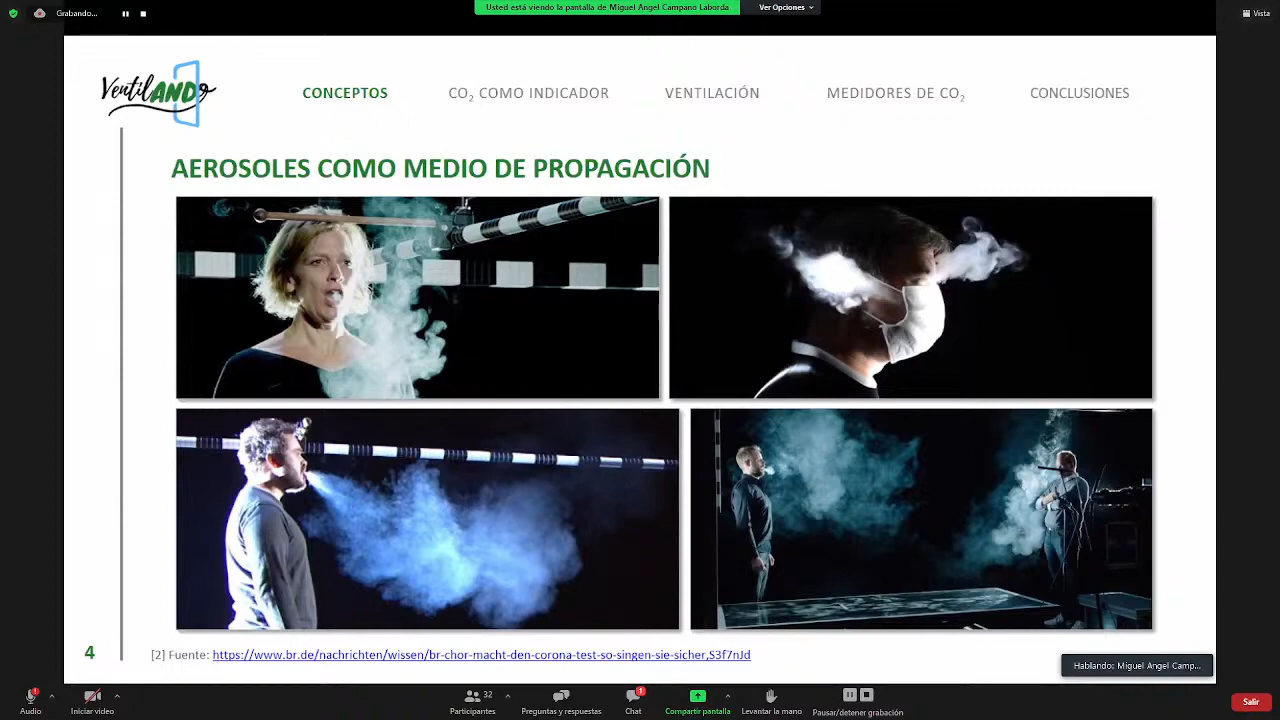 Grabando...
Usted está viendo la pantalla de Miguel Angel Campano Laborda
Ver Opciones
Vista
VentilANDo
CONCEPTOS
CO₂ COMO INDICADOR
VENTILACIÓN
MEDIDORES DE CO₂
CONCLUSIONES
AEROSOLES COMO MEDIO DE PROPAGACIÓN
4
[2] Fuente: https://www.br.de/nachrichten/wissen/br-chor-macht-den-corona-test-so-singen-sie-sicher,S3f7nJd
Hablando: Miguel Angel Camp...
Audio
Iniciar video
32
Participantes
Preguntas y respuestas
1
Chat
Compartir pantalla
Levantar la mano
Pausar/detener grabación
Salir